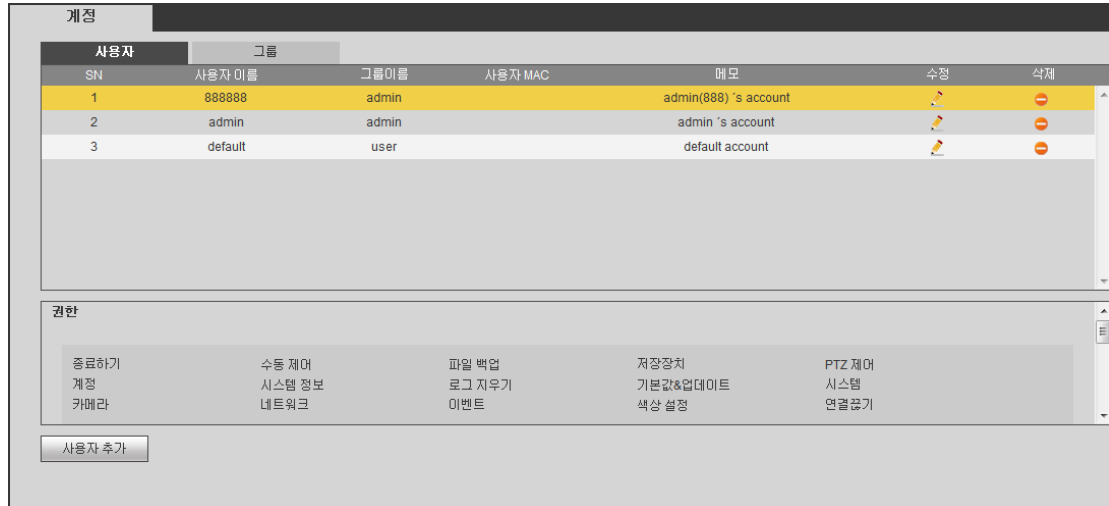 계정
사용자 그룹
SN 사용자 이름 그룹이름 사용자 MAC 메모 수정 삭제
1 888888 admin admin(888) ´s account
2 admin admin admin ´s account
3 default user default account
권한
종료하기 수동 제어 파일 백업 저장장치 PTZ 제어
계정 시스템 정보 로그 지우기 기본값&업데이트 시스템
카메라 네트워크 이벤트 색상 설정 연결끊기
사용자 추가